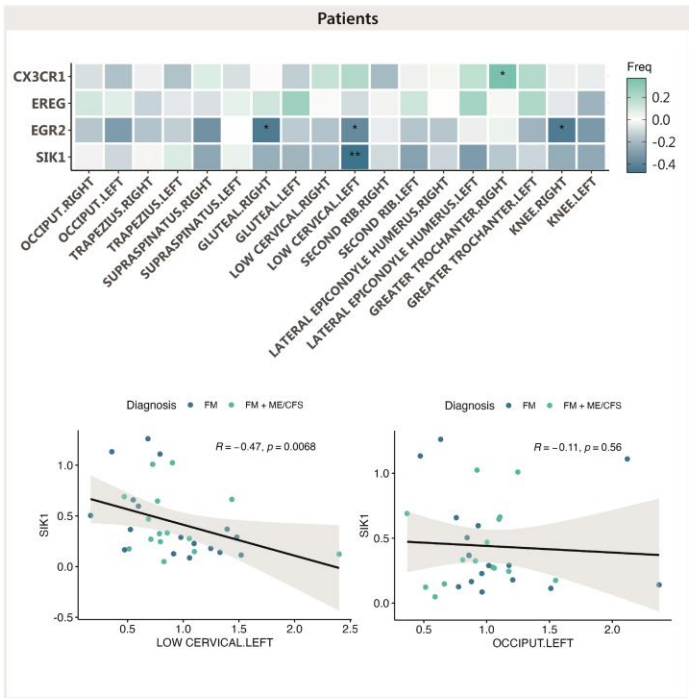 Patients
Freq
CX3CR1
*
0.2
EREG
0.0
EGR2
* * *
-0.2
SIK1
**
-0.4
OCCIPUT.RIGHT
OCCIPUT.LEFT
TRAPEZIUS.RIGHT
TRAPEZIUS.LEFT
SUPRASPINATUS.RIGHT
SUPRASPINATUS.LEFT
GLUTEAL.RIGHT
GLUTEAL.LEFT
LOW CERVICAL.RIGHT
LOW CERVICAL.LEFT
SECOND RIB.RIGHT
SECOND RIB.LEFT
LATERAL EPICONDYLE HUMERUS.RIGHT
LATERAL EPICONDYLE HUMERUS.LEFT
GREATER TROCHANTER.RIGHT
GREATER TROCHANTER.LEFT
KNEE.RIGHT
KNEE.LEFT
Diagnosis FM FM + ME/CFS
R = −0.47, p = 0.0068
1.0
0.5
0.0
-0.5
SIK1
0.5 1.0 1.5 2.0 2.5
LOW CERVICAL.LEFT
Diagnosis FM FM + ME/CFS
R = −0.11, p = 0.56
1.0
0.5
0.0
SIK1
0.5 1.0 1.5 2.0
OCCIPUT.LEFT